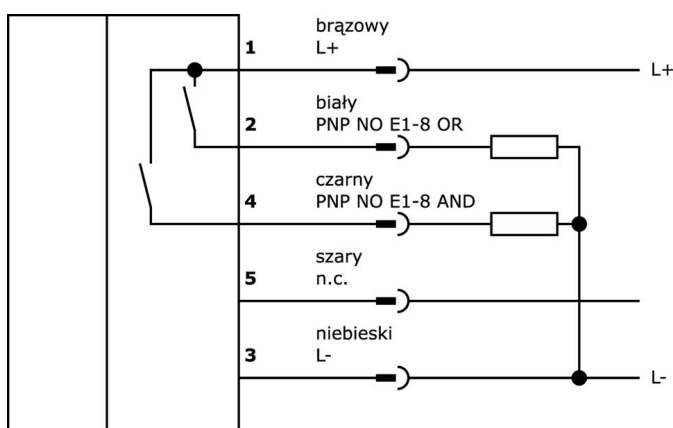 brązowy
1 L+ L+
biały
2 PNP NO E1-8 OR
czarny
4 PNP NO E1-8 AND
szary
5 n.c.
niebieski
3 L- L-